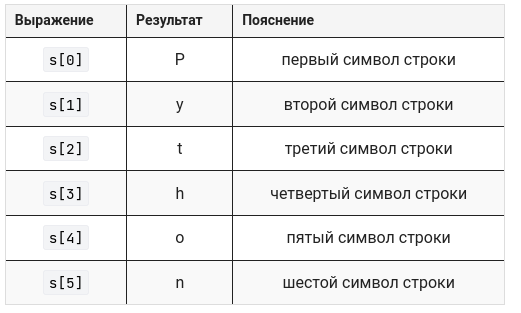 Выражение Результат Пояснение
s[0] P первый символ строки
s[1] y второй символ строки
s[2] t третий символ строки
s[3] h четвертый символ строки
s[4] o пятый символ строки
s[5] n шестой символ строки